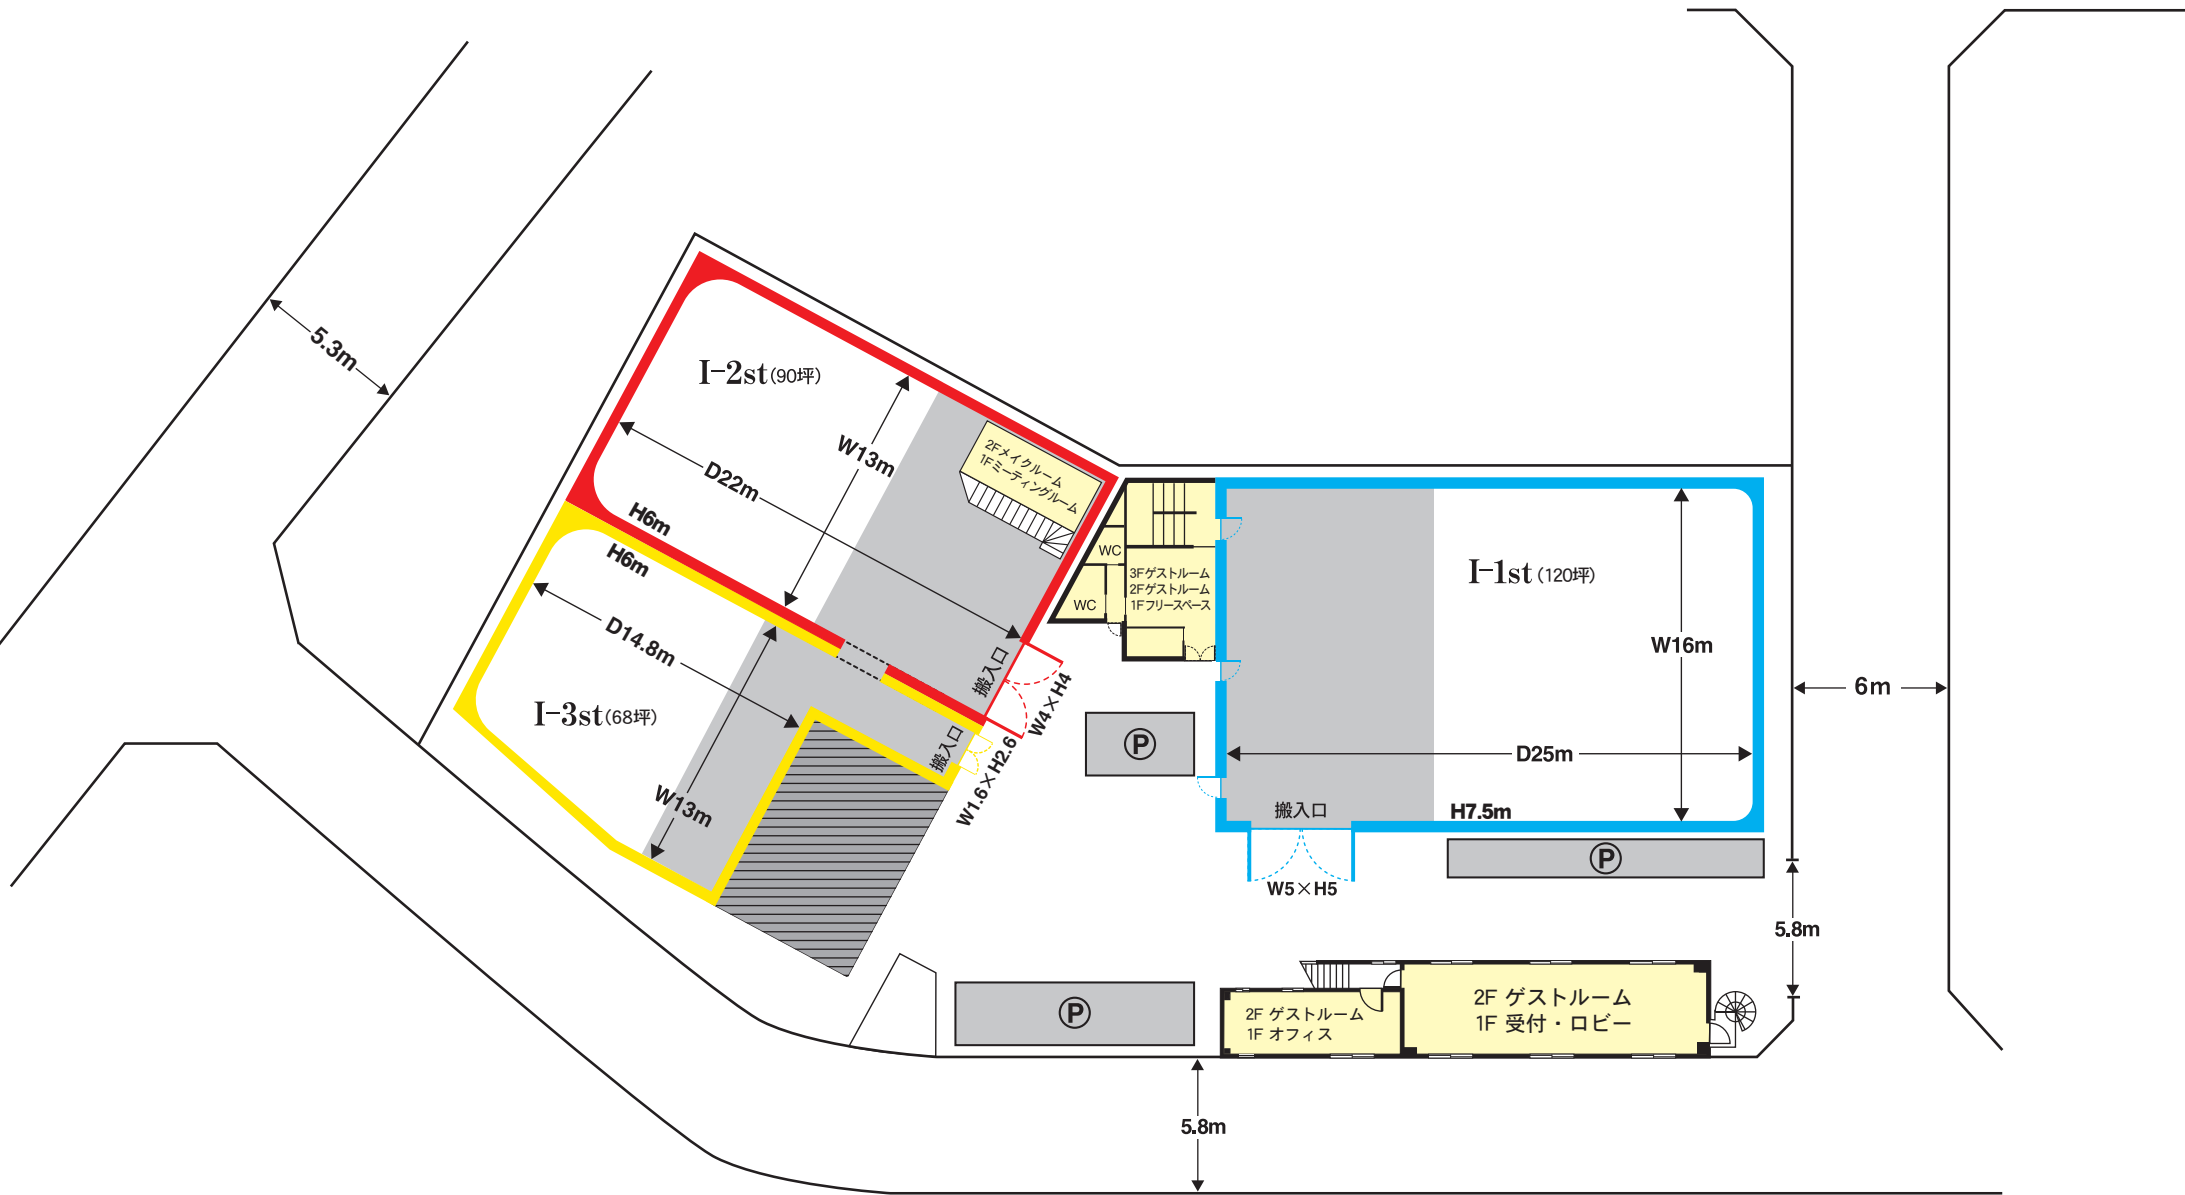 5.3m
I-2st(90坪)
W13m
D22m
H6m
2Fメイクルーム
1Fミーティングルーム
搬入口
W4×H4
H6m
D14.8m
I-3st(68坪)
W13m
搬入口
W1.6×H2.6
WC
WC
3Fゲストルーム
2Fゲストルーム
1Fフリースペース
I-1st(120坪)
W16m
D25m
H7.5m
搬入口
W5×H5
P
P
P
6m
5.8m
2F ゲストルーム
1F オフィス
2F ゲストルーム
1F 受付・ロビー
5.8m